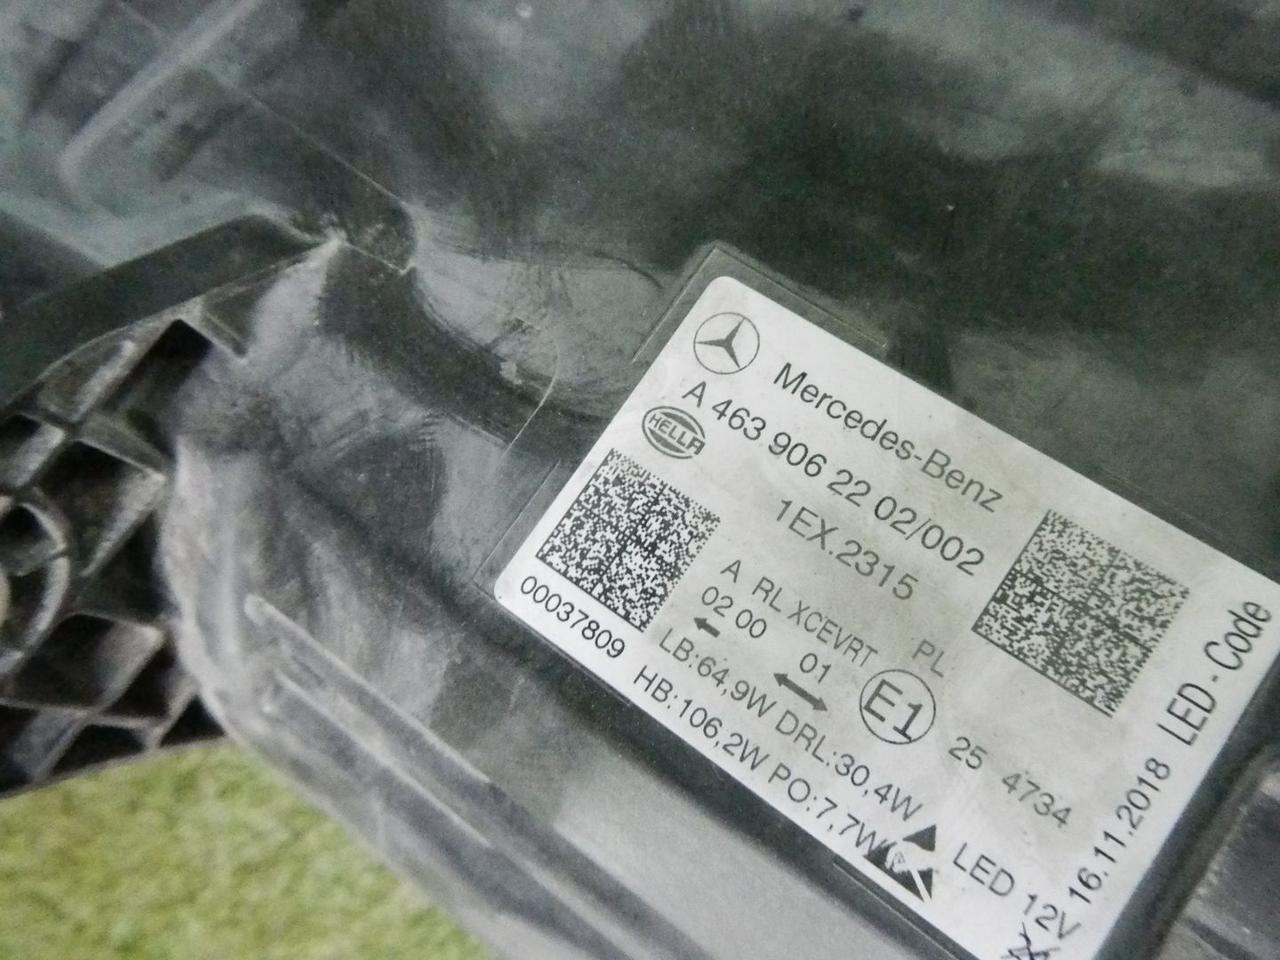 Mercedes-Benz
A 463 906 22 02/002
HELLA
1EX.2315
A RL XCEVRT PL
02 00 01
E1
25 4734
LB:64,9W DRL:30,4W
HB:106,2W PO:7,7W
LED 12V
00037809
16.11.2018 LED-Code